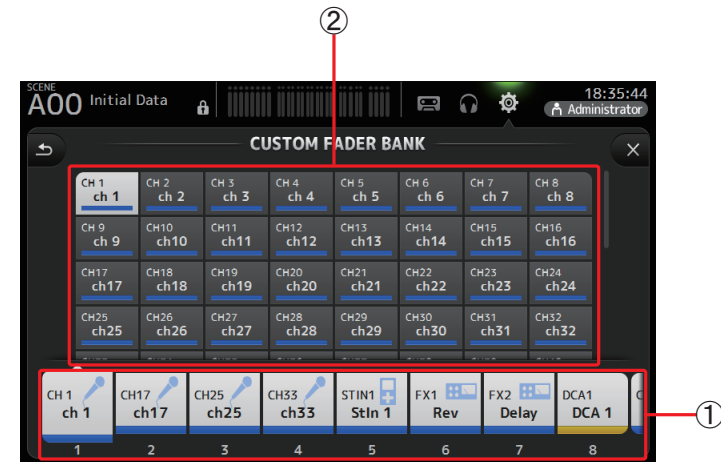 ②
SCENE
A00 Initial Data
18:35:44
Administrator
CUSTOM FADER BANK
CH 1 CH 2 CH 3 CH 4 CH 5 CH 6 CH 7 CH 8
ch 1 ch 2 ch 3 ch 4 ch 5 ch 6 ch 7 ch 8
CH 9 CH10 CH11 CH12 CH13 CH14 CH15 CH16
ch 9 ch10 ch11 ch12 ch13 ch14 ch15 ch16
CH17 CH18 CH19 CH20 CH21 CH22 CH23 CH24
ch17 ch18 ch19 ch20 ch21 ch22 ch23 ch24
CH25 CH26 CH27 CH28 CH29 CH30 CH31 CH32
ch25 ch26 ch27 ch28 ch29 ch30 ch31 ch32
CH 1 CH17 CH25 CH33 STIN1 FX1 FX2 DCA1
ch 1 ch17 ch25 ch33 StIn 1 Rev Delay DCA 1
①
1 2 3 4 5 6 7 8